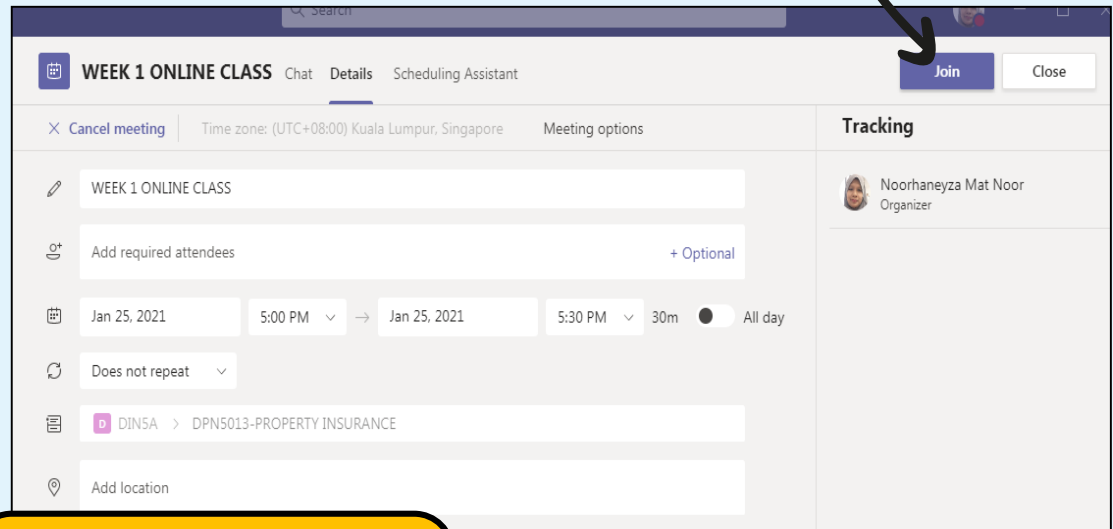 Search
WEEK 1 ONLINE CLASS Chat Details Scheduling Assistant Join Close
Cancel meeting Time zone: (UTC+08:00) Kuala Lumpur, Singapore Meeting options Tracking
WEEK 1 ONLINE CLASS
Noorhaneyza Mat Noor
Organizer
Add required attendees + Optional
Jan 25, 2021 5:00 PM → Jan 25, 2021 5:30 PM 30m All day
Does not repeat
D DIN5A > DPN5013-PROPERTY INSURANCE
Add location